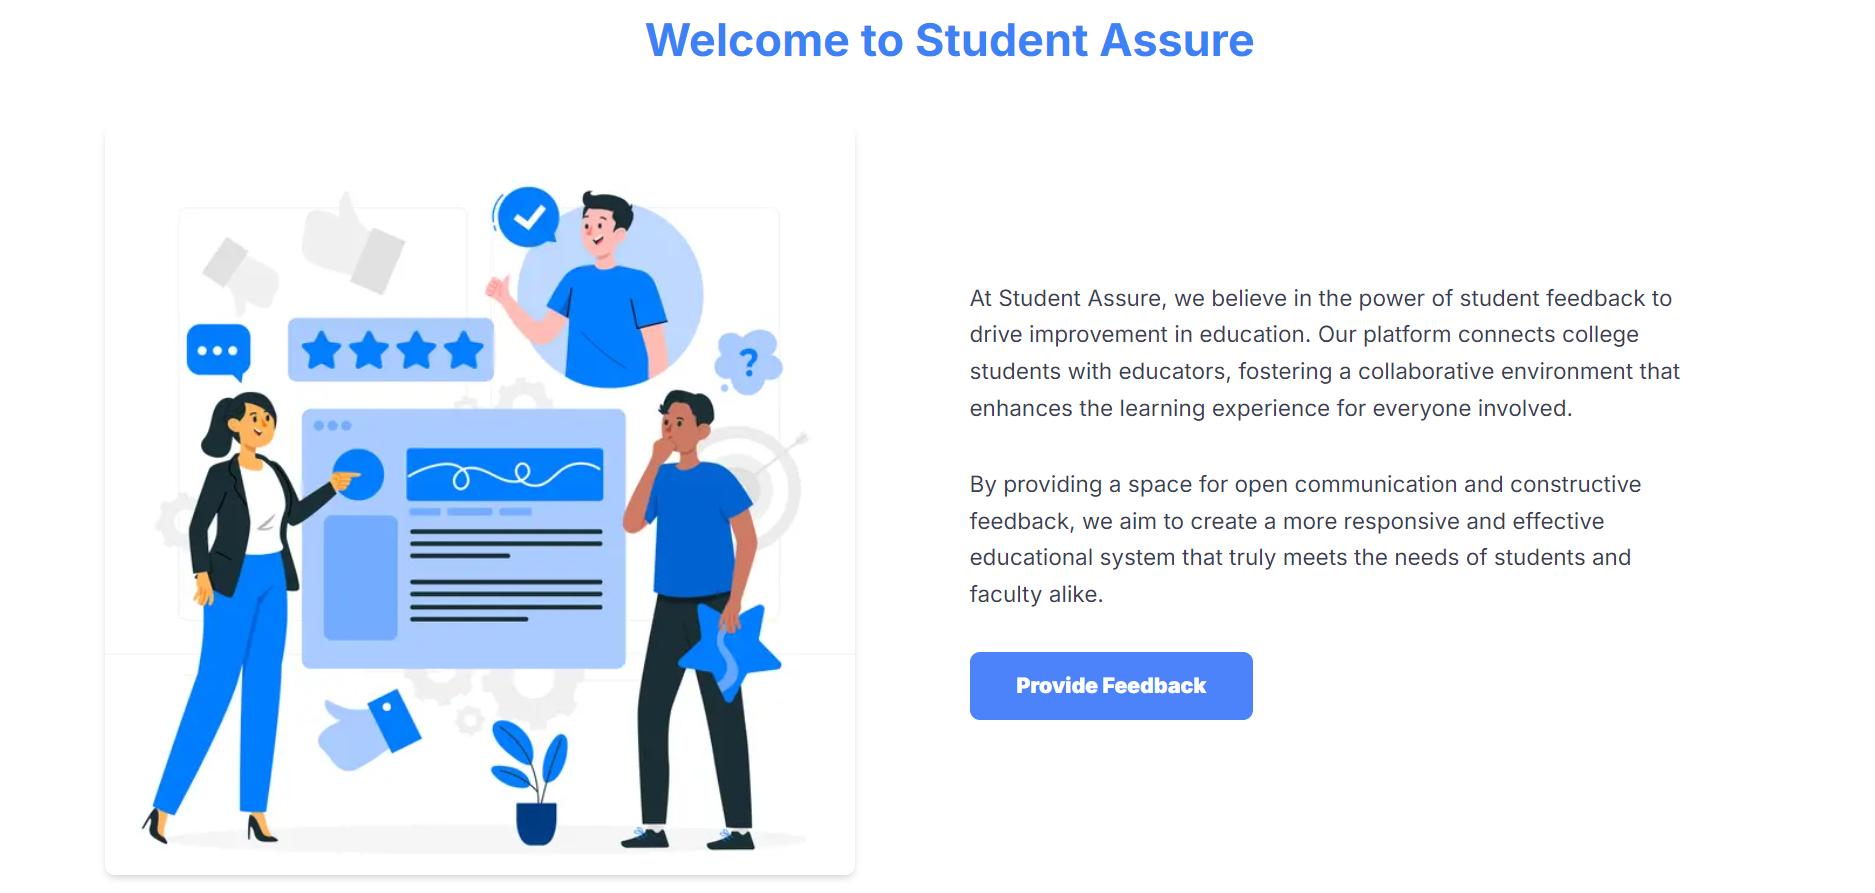 Welcome to Student Assure
?
At Student Assure, we believe in the power of student feedback to
drive improvement in education. Our platform connects college
students with educators, fostering a collaborative environment that
enhances the learning experience for everyone involved.
By providing a space for open communication and constructive
feedback, we aim to create a more responsive and effective
educational system that truly meets the needs of students and
faculty alike.
Provide Feedback